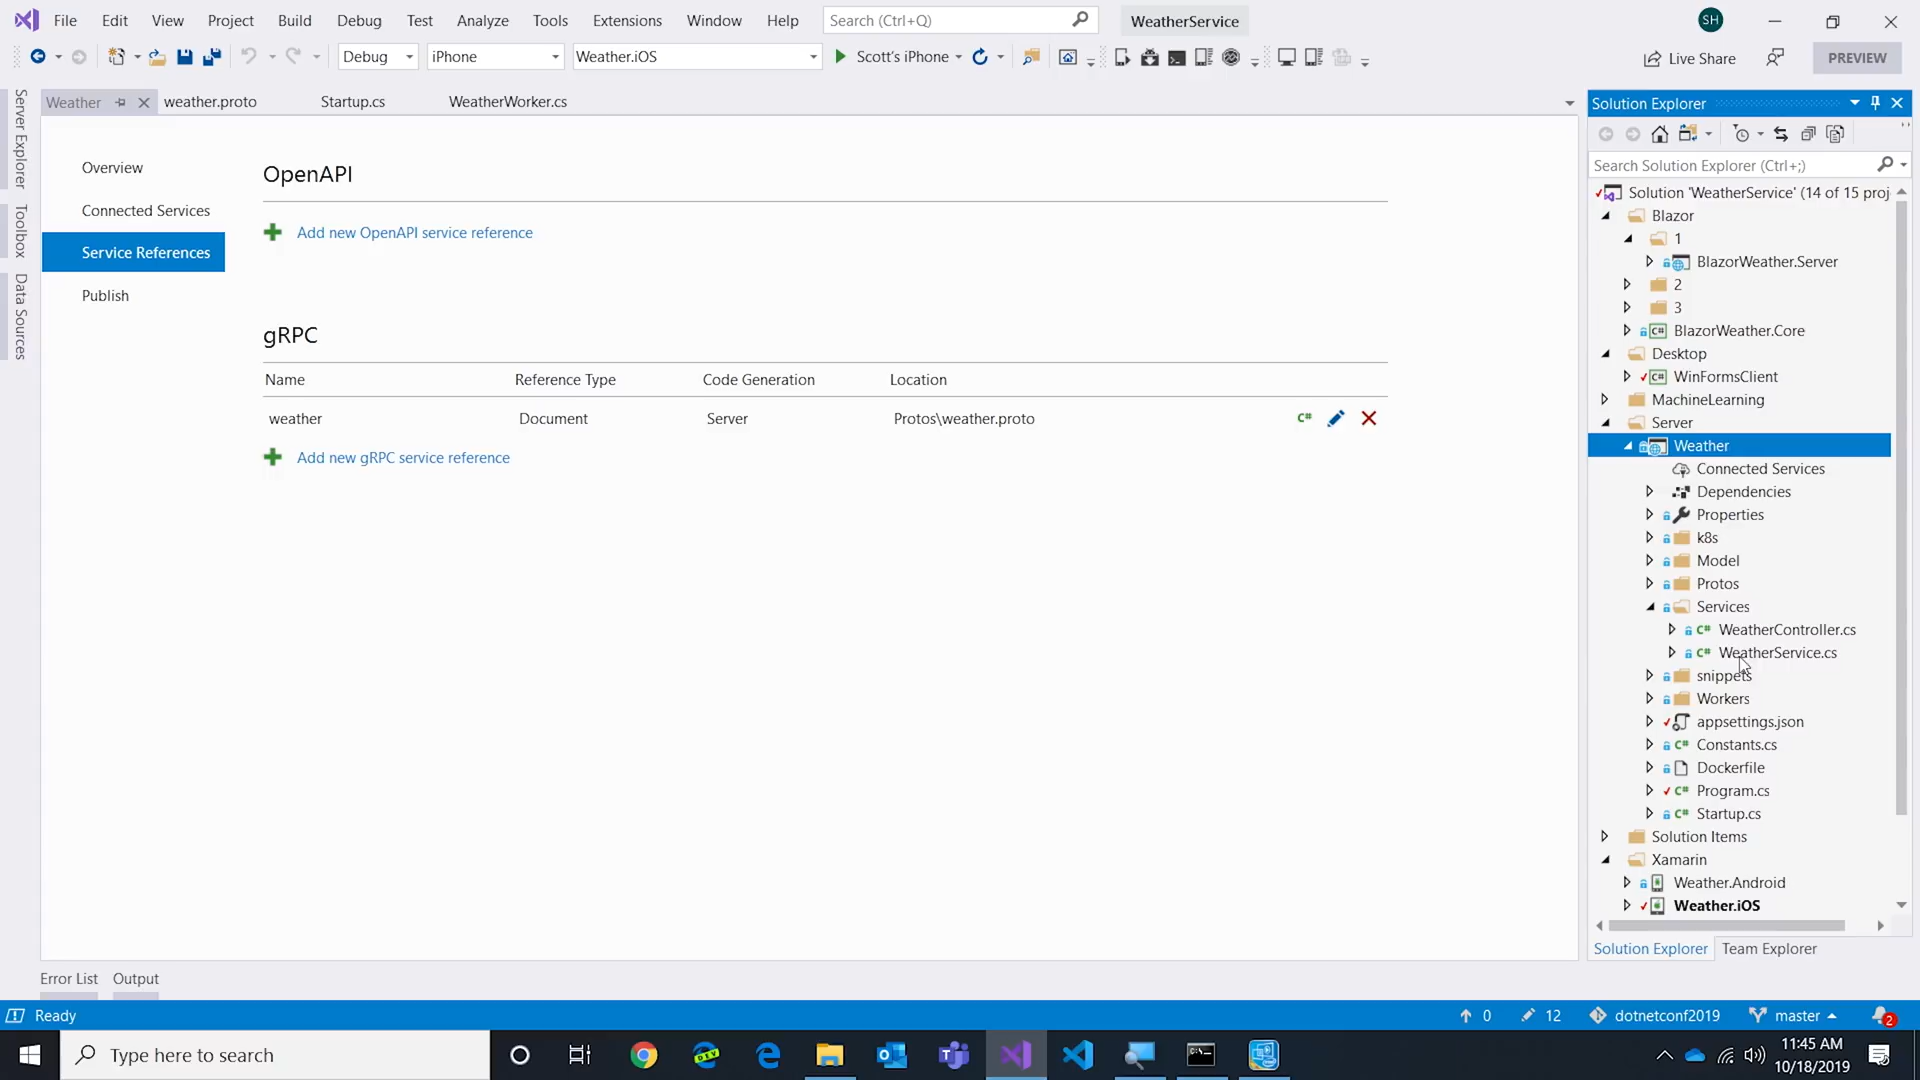 File Edit View Project Build Debug Test Analyze Tools Extensions Window Help Search (Ctrl+Q) WeatherService SH
Debug iPhone Weather.iOS Scott's iPhone Live Share PREVIEW
Server Explorer
Toolbox
Data Sources
Weather weather.proto Startup.cs WeatherWorker.cs
Overview
Connected Services
Service References
Publish
OpenAPI
Add new OpenAPI service reference
gRPC
Name Reference Type Code Generation Location
weather Document Server Protos\weather.proto C#
Add new gRPC service reference
Solution Explorer
Search Solution Explorer (Ctrl+;)
Solution 'WeatherService' (14 of 15 proj
Blazor
1
BlazorWeather.Server
2
3
C# BlazorWeather.Core
Desktop
C# WinFormsClient
MachineLearning
Server
Weather
Connected Services
Dependencies
Properties
k8s
Model
Protos
Services
C# WeatherController.cs
C# WeatherService.cs
snippets
Workers
appsettings.json
C# Constants.cs
Dockerfile
C# Program.cs
C# Startup.cs
Solution Items
Xamarin
Weather.Android
Weather.iOS
Solution Explorer Team Explorer
Error List Output
Ready 0 12 dotnetconf2019 master 2
Type here to search DEV 11:45 AM
10/18/2019